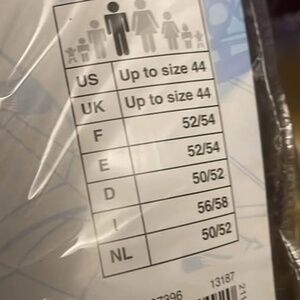 US Up to size 44
UK Up to size 44
F 52/54
E 52/54
D 50/52
I 56/58
NL 50/52
13187